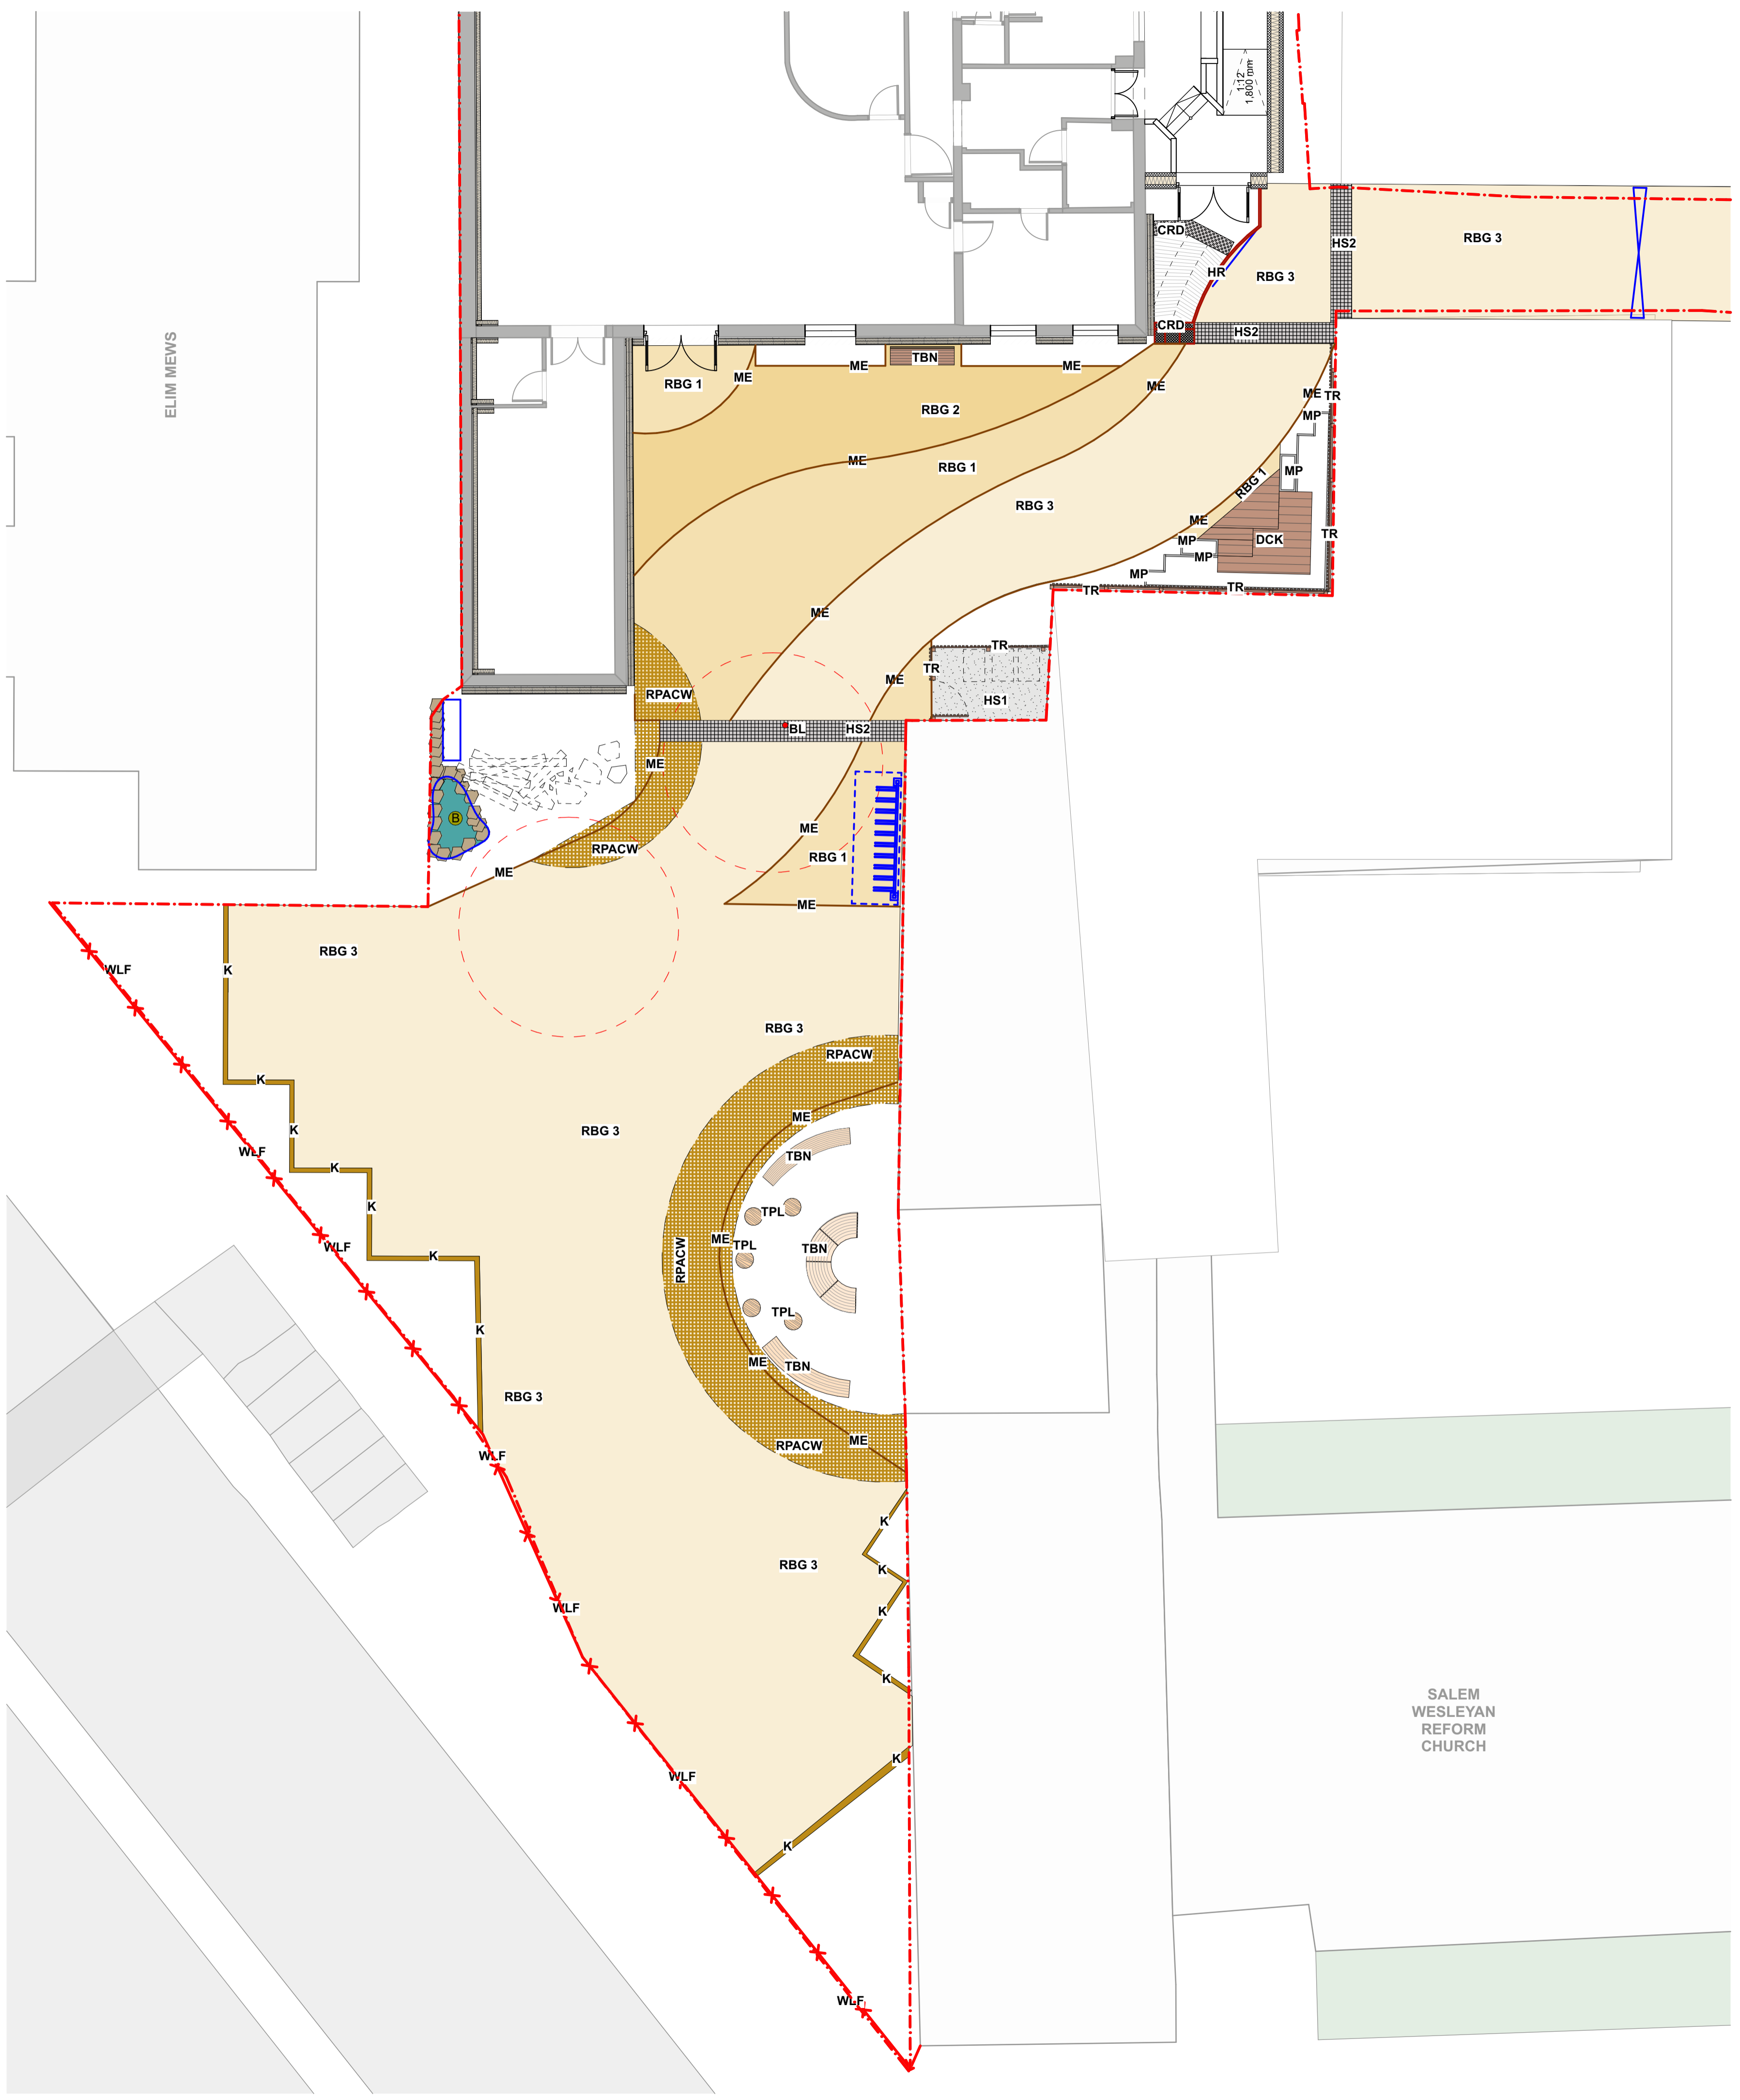 1:12
1,800 mm
CRD
HS2
RBG 3
HR
RBG 3
CRD
HS2
ELIM MEWS
TBN
ME
ME
RBG 1
ME
ME
ME
TR
RBG 2
MP
ME
RBG 1
MP
RBG 1
RBG 3
ME
TR
DCK
MP
MP
MP
TR
TR
ME
TR
TR
ME
RPACW
HS1
BL
HS2
ME
B
ME
RPACW
RBG 1
ME
ME
RBG 3
WLF
K
RBG 3
RPACW
K
ME
K
RBG 3
WLF
TBN
K
K
TPL
ME
TPL
WLF
K
TBN
RPACW
TPL
K
ME
TBN
RBG 3
ME
RPACW
WLF
K
RBG 3
K
WLF
K
K
SALEM
WESLEYAN
REFORM
CHURCH
K
WLF
K
WLF